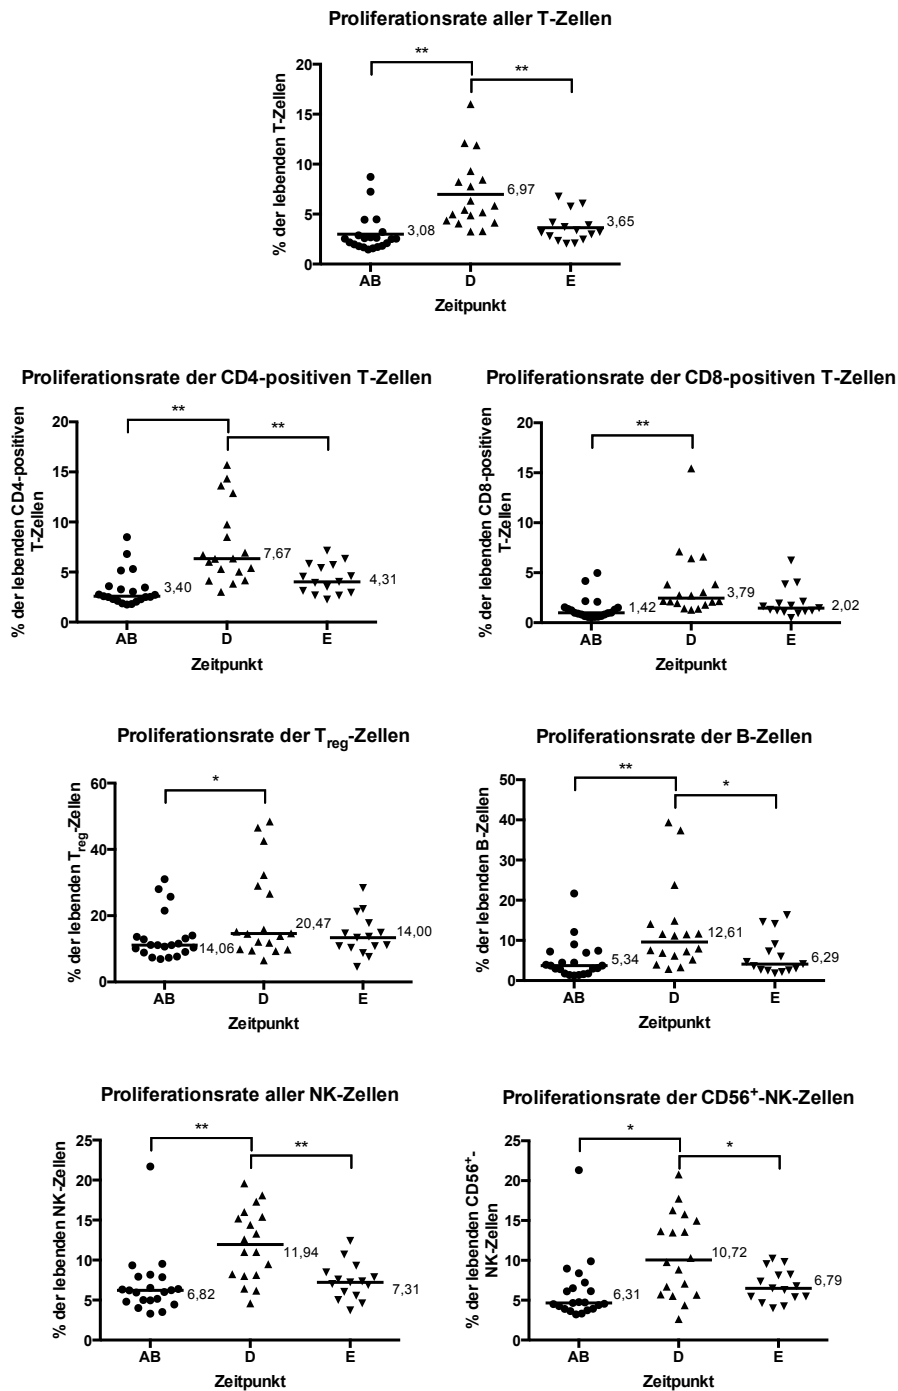 Proliferationsrate aller T-Zellen
% der lebenden T-Zellen
20
15
10
5
0
**
**
3,08
6,97
3,65
AB D E
Zeitpunkt
Proliferationsrate der CD4-positiven T-Zellen
% der lebenden CD4-positiven
T-Zellen
20
15
10
5
0
**
**
3,40
7,67
4,31
AB D E
Zeitpunkt
Proliferationsrate der CD8-positiven T-Zellen
% der lebenden CD8-positive
T-Zellen
20
15
10
5
0
**
1,42
3,79
2,02
AB D E
Zeitpunkt
Proliferationsrate der Treg-Zellen
% der lebenden Treg-Zellen
60
40
20
0
*
14,06
20,47
14,00
AB D E
Zeitpunkt
Proliferationsrate der B-Zellen
% der lebenden B-Zellen
50
40
30
20
10
0
**
*
5,34
12,61
6,29
AB D E
Zeitpunkt
Proliferationsrate aller NK-Zellen
% der lebenden NK-Zellen
25
20
15
10
5
0
**
**
6,82
11,94
7,31
AB D E
Zeitpunkt
Proliferationsrate der CD56+-NK-Zellen
% der lebenden CD56+-
NK-Zellen
25
20
15
10
5
0
*
*
6,31
10,72
6,79
AB D E
Zeitpunkt